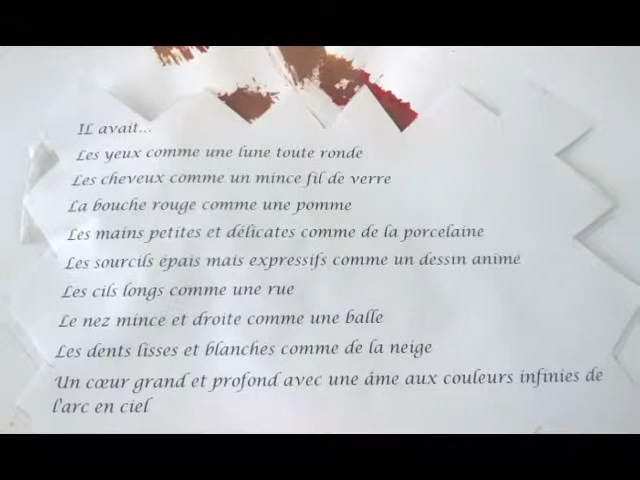 IL avait...
Les yeux comme une lune toute ronde
Les cheveux comme un mince fil de verre
La bouche rouge comme une pomme
Les mains petites et délicates comme de la porcelaine
Les sourcils épais mais expressifs comme un dessin animé
Les cils longs comme une rue
Le nez mince et droite comme une balle
Les dents lisses et blanches comme de la neige
Un cœur grand et profond avec une âme aux couleurs infinies de
l'arc en ciel